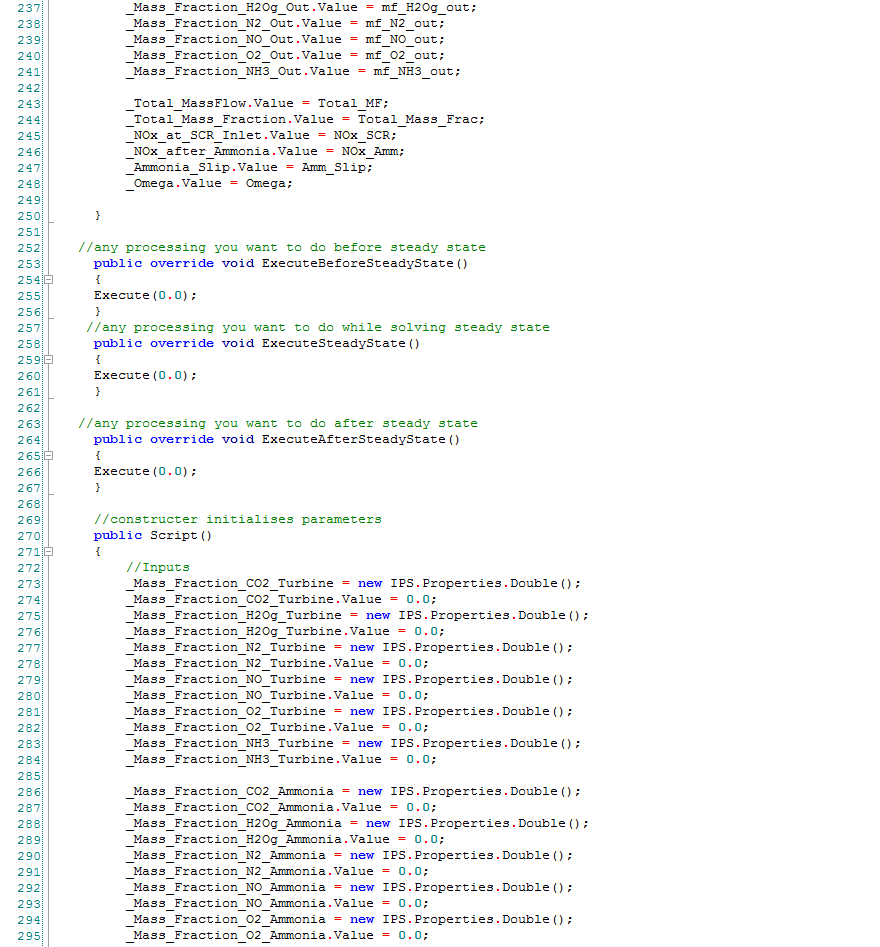 237 _Mass_Fraction_H2Og_Out.Value = mf_H2Og_out;
238 _Mass_Fraction_N2_Out.Value = mf_N2_out;
239 _Mass_Fraction_NO_Out.Value = mf_NO_out;
240 _Mass_Fraction_O2_Out.Value = mf_O2_out;
241 _Mass_Fraction_NH3_Out.Value = mf_NH3_out;
242
243 _Total_MassFlow.Value = Total_MF;
244 _Total_Mass_Fraction.Value = Total_Mass_Frac;
245 _NOx_at_SCR_Inlet.Value = NOx_SCR;
246 _NOx_after_Ammonia.Value = NOx_Amm;
247 _Ammonia_Slip.Value = Amm_Slip;
248 _Omega.Value = Omega;
249
250 }
251
252 //any processing you want to do before steady state
253 public override void ExecuteBeforeSteadyState()
254 {
255 Execute(0.0);
256 }
257 //any processing you want to do while solving steady state
258 public override void ExecuteSteadyState()
259 {
260 Execute(0.0);
261 }
262
263 //any processing you want to do after steady state
264 public override void ExecuteAfterSteadyState()
265 {
266 Execute(0.0);
267 }
268
269 //constructer initialises parameters
270 public Script()
271 {
272 //Inputs
273 _Mass_Fraction_CO2_Turbine = new IPS.Properties.Double();
274 _Mass_Fraction_CO2_Turbine.Value = 0.0;
275 _Mass_Fraction_H2Og_Turbine = new IPS.Properties.Double();
276 _Mass_Fraction_H2Og_Turbine.Value = 0.0;
277 _Mass_Fraction_N2_Turbine = new IPS.Properties.Double();
278 _Mass_Fraction_N2_Turbine.Value = 0.0;
279 _Mass_Fraction_NO_Turbine = new IPS.Properties.Double();
280 _Mass_Fraction_NO_Turbine.Value = 0.0;
281 _Mass_Fraction_O2_Turbine = new IPS.Properties.Double();
282 _Mass_Fraction_O2_Turbine.Value = 0.0;
283 _Mass_Fraction_NH3_Turbine = new IPS.Properties.Double();
284 _Mass_Fraction_NH3_Turbine.Value = 0.0;
285
286 _Mass_Fraction_CO2_Ammonia = new IPS.Properties.Double();
287 _Mass_Fraction_CO2_Ammonia.Value = 0.0;
288 _Mass_Fraction_H2Og_Ammonia = new IPS.Properties.Double();
289 _Mass_Fraction_H2Og_Ammonia.Value = 0.0;
290 _Mass_Fraction_N2_Ammonia = new IPS.Properties.Double();
291 _Mass_Fraction_N2_Ammonia.Value = 0.0;
292 _Mass_Fraction_NO_Ammonia = new IPS.Properties.Double();
293 _Mass_Fraction_NO_Ammonia.Value = 0.0;
294 _Mass_Fraction_O2_Ammonia = new IPS.Properties.Double();
295 _Mass_Fraction_O2_Ammonia.Value = 0.0;